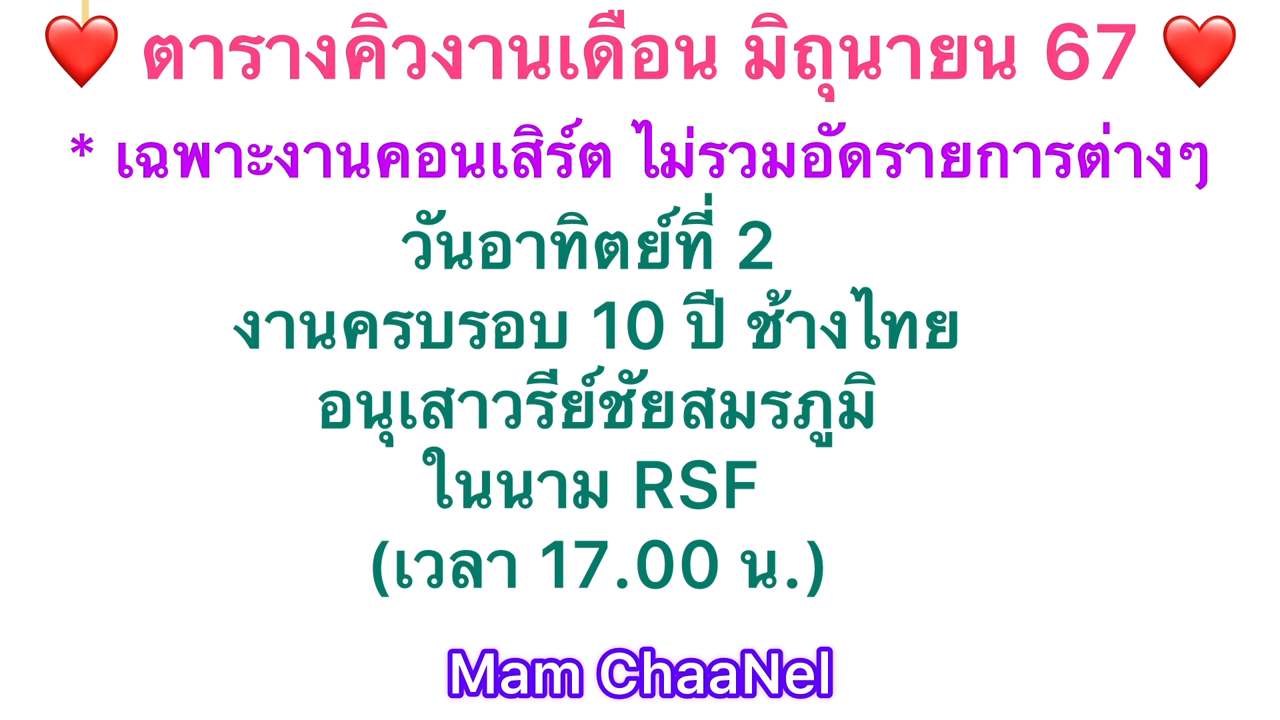 ❤️ ตารางคิวงานเดือน มิถุนายน 67 ❤️
* เฉพาะงานคอนเสิร์ต ไม่รวมอัดรายการต่างๆ
วันอาทิตย์ที่ 2
งานครบรอบ 10 ปี ช้างไทย
อนุเสาวรีย์ชัยสมรภูมิ
ในนาม RSF
(เวลา 17.00 น.)
Mam ChaaNel